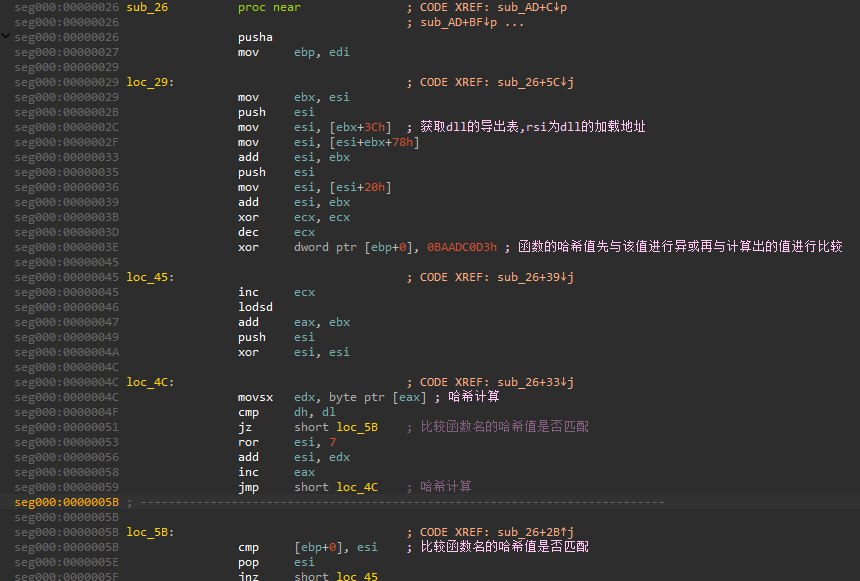 seg000:00000026 sub_26 proc near ; CODE XREF: sub_AD+C↓p
seg000:00000026 ; sub_AD+BF↓p ...
seg000:00000026 pusha
seg000:00000027 mov ebp, edi
seg000:00000029
seg000:00000029 loc_29: ; CODE XREF: sub_26+5C↓j
seg000:00000029 mov ebx, esi
seg000:0000002B push esi
seg000:0000002C mov esi, [ebx+3Ch] ; 获取dll的导出表,rsi为dll的加载地址
seg000:0000002F mov esi, [esi+ebx+78h]
seg000:00000033 add esi, ebx
seg000:00000035 push esi
seg000:00000036 mov esi, [esi+20h]
seg000:00000039 add esi, ebx
seg000:0000003B xor ecx, ecx
seg000:0000003D dec ecx
seg000:0000003E xor dword ptr [ebp+0], 0BAADC0D3h ; 函数的哈希值先与该值进行异或再与计算出的值进行比较
seg000:00000045
seg000:00000045 loc_45: ; CODE XREF: sub_26+39↓j
seg000:00000045 inc ecx
seg000:00000046 lodsd
seg000:00000047 add eax, ebx
seg000:00000049 push esi
seg000:0000004A xor esi, esi
seg000:0000004C
seg000:0000004C loc_4C: ; CODE XREF: sub_26+33↓j
seg000:0000004C movsx edx, byte ptr [eax] ; 哈希计算
seg000:0000004F cmp dh, dl
seg000:00000051 jz short loc_5B ; 比较函数名的哈希值是否匹配
seg000:00000053 ror esi, 7
seg000:00000056 add esi, edx
seg000:00000058 inc eax
seg000:00000059 jmp short loc_4C ; 哈希计算
seg000:0000005B ; ---------------------------------------------------------------------------
seg000:0000005B
seg000:0000005B loc_5B: ; CODE XREF: sub_26+2B↑j
seg000:0000005B cmp [ebp+0], esi ; 比较函数名的哈希值是否匹配
seg000:0000005E pop esi
seg000:0000005F jnz short loc_45